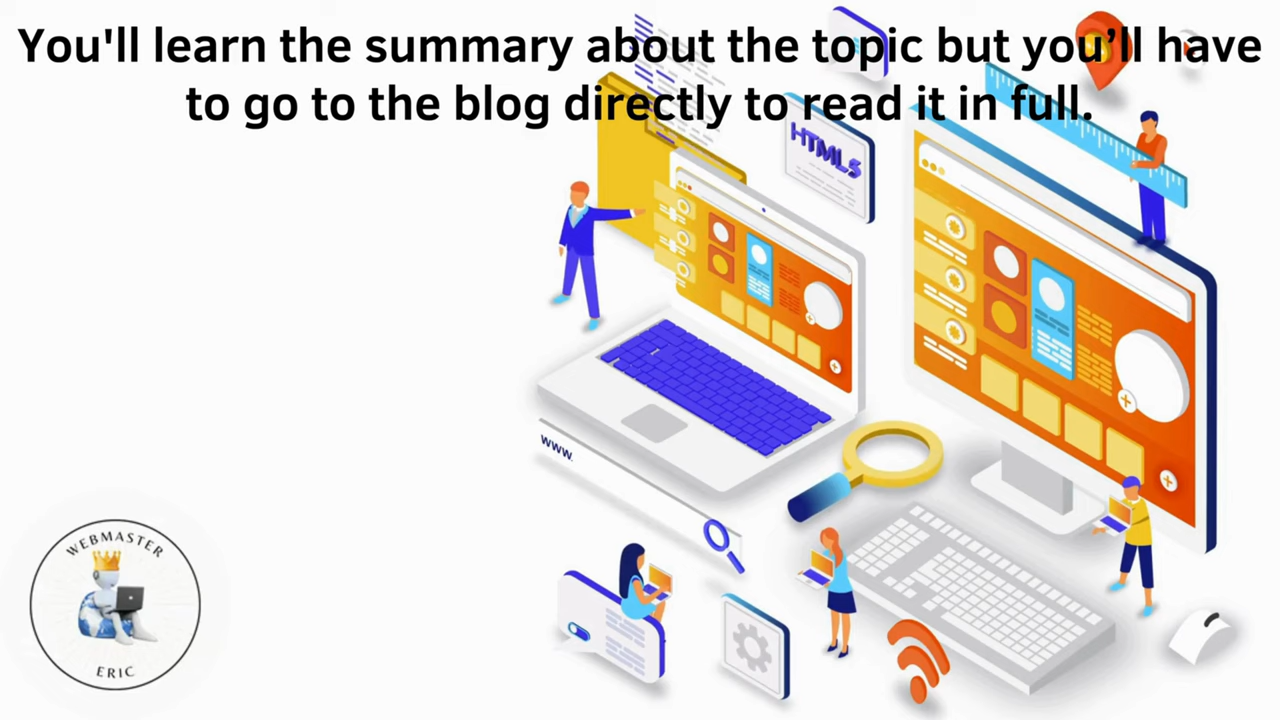 You'll learn the summary about the topic but you’ll have
to go to the blog directly to read it in full.
HTML5
WWW.
WEBMASTER
ERIC